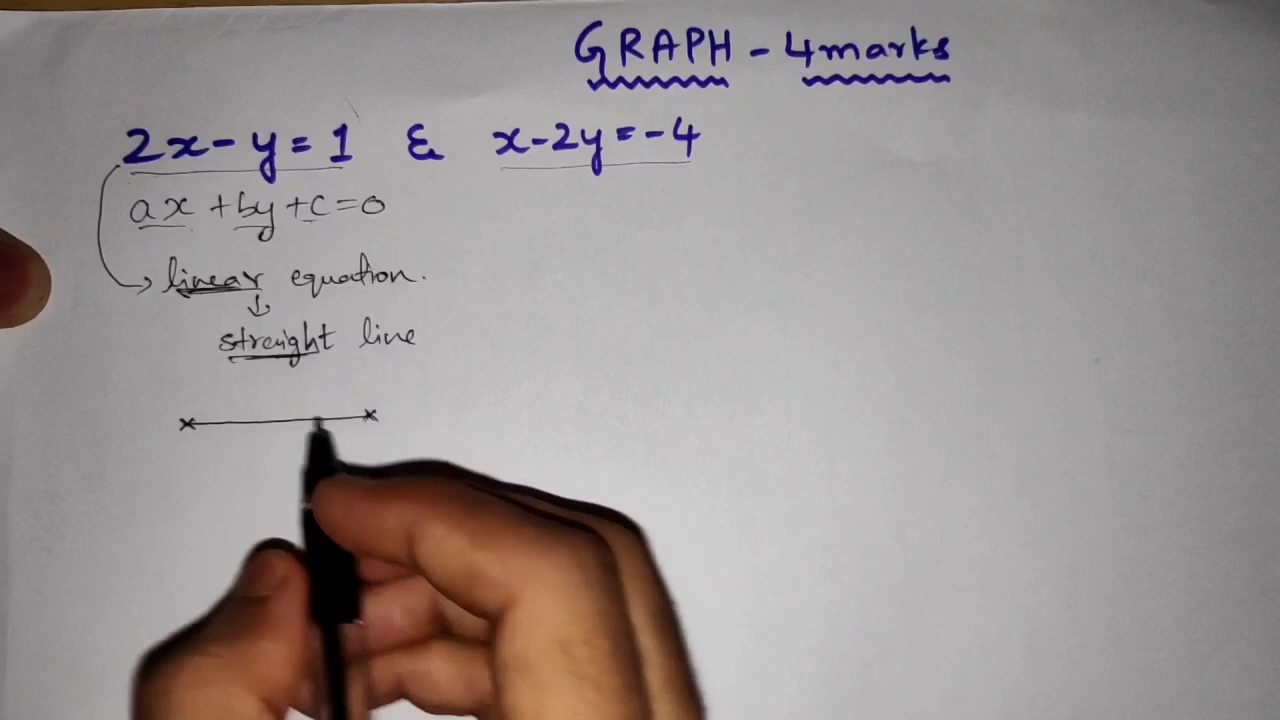 GRAPH - 4marks
2x - y = 1 & x - 2y = -4
ax + by + c = 0
linear equation.
straight line